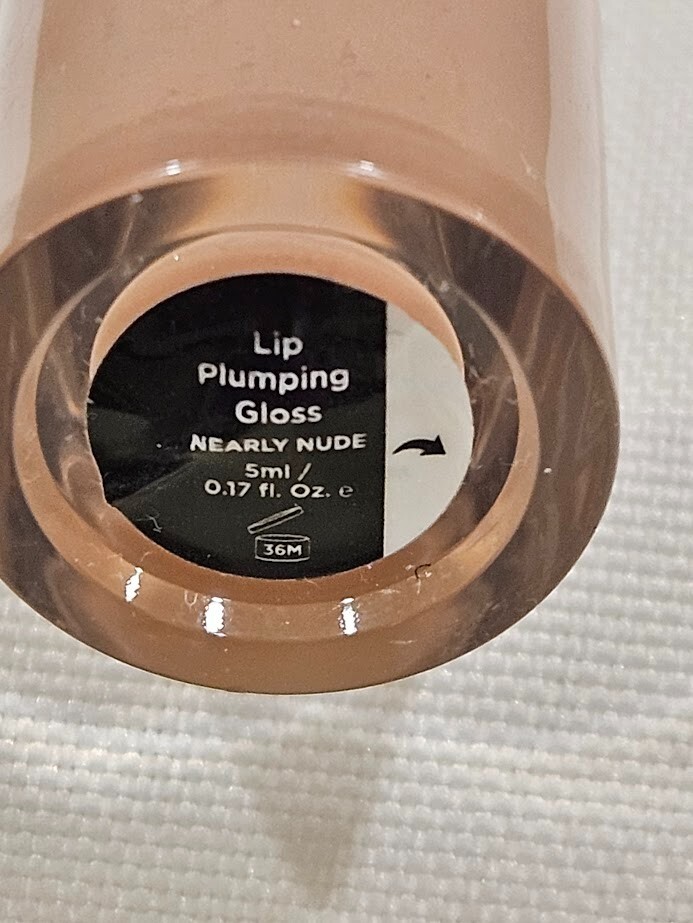 Lip
Plumping
Gloss
NEARLY NUDE
5ml /
0.17 fl. Oz. e
36M